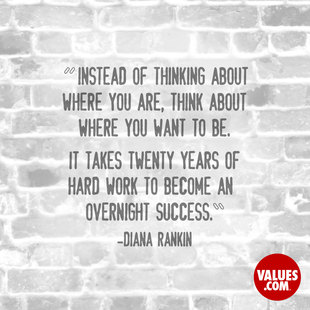 "INSTEAD OF THINKING ABOUT
WHERE YOU ARE, THINK ABOUT
WHERE YOU WANT TO BE.
IT TAKES TWENTY YEARS OF
HARD WORK TO BECOME AN
OVERNIGHT SUCCESS."
-DIANA RANKIN
VALUES
.COM